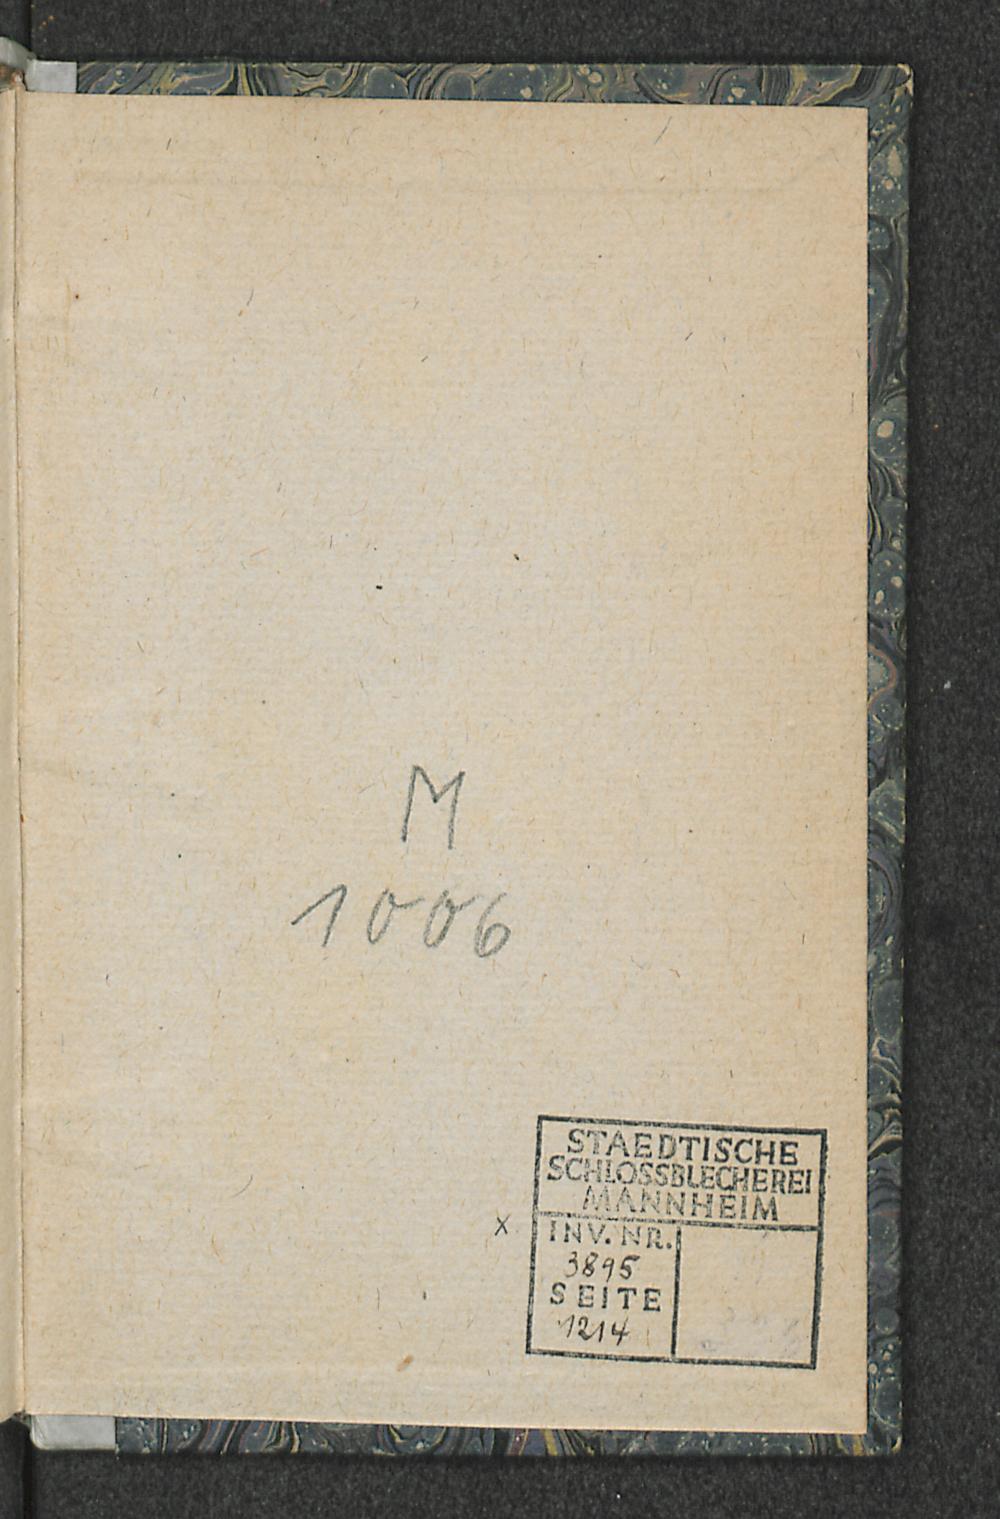 M
1006
STAEDTISCHE
SCHLOSSBUECHEREI
MANNHEIM
x INV. NR.
3895
SEITE
1214